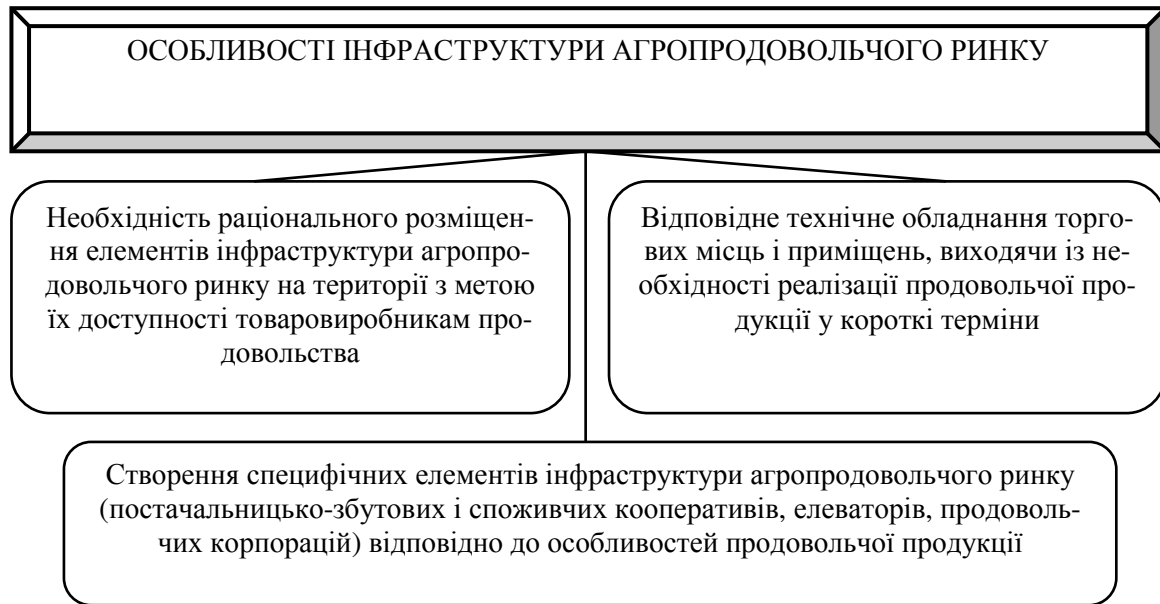 ОСОБЛИВОСТІ ІНФРАСТРУКТУРИ АГРОПРОДОВОЛЬЧОГО РИНКУ
Необхідність раціонального розміщен-
ня елементів інфраструктури агропро-
довольчого ринку на території з метою
їх доступності товаровиробникам про-
довольства
Відповідне технічне обладнання торго-
вих місць і приміщень, виходячи із не-
обхідності реалізації продовольчої про-
дукції у короткі терміни
Створення специфічних елементів інфраструктури агропродовольчого ринку
(постачальницько-збутових і споживчих кооперативів, елеваторів, продоволь-
чих корпорацій) відповідно до особливостей продовольчої продукції